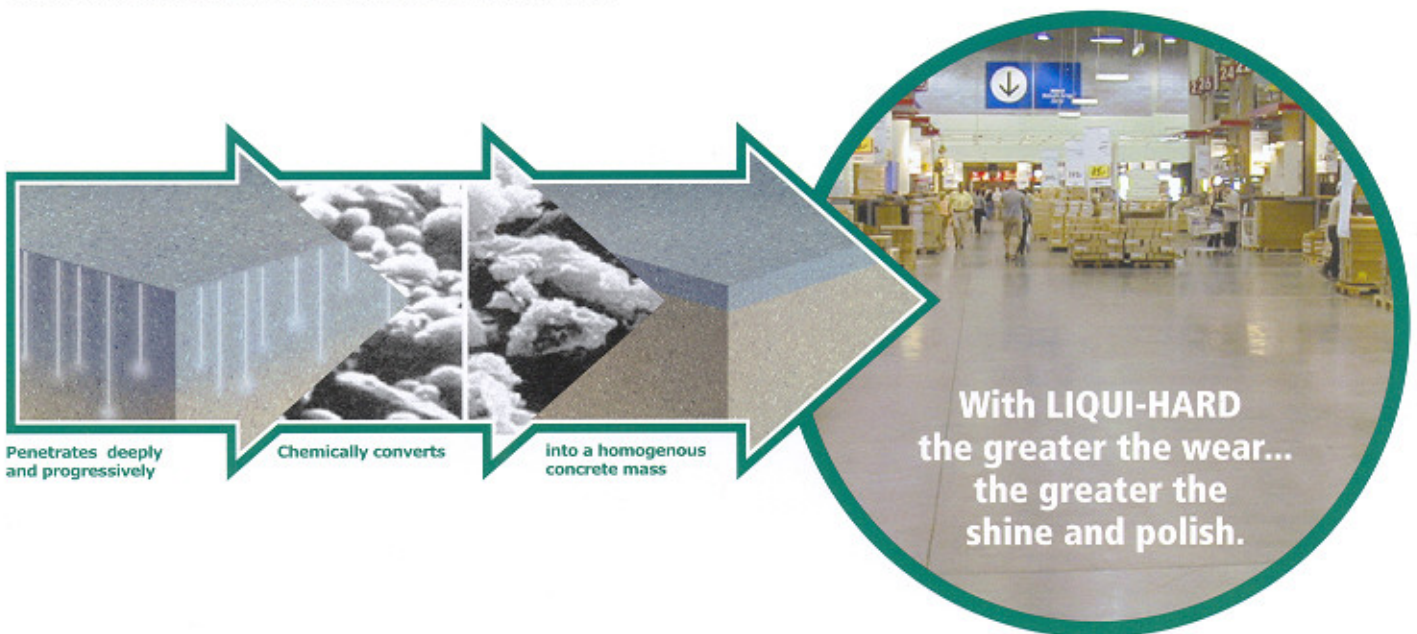 Penetrates deeply
and progressively
Chemically converts
into a homogenous
concrete mass
With LIQUI-HARD
the greater the wear...
the greater the
shine and polish.
24